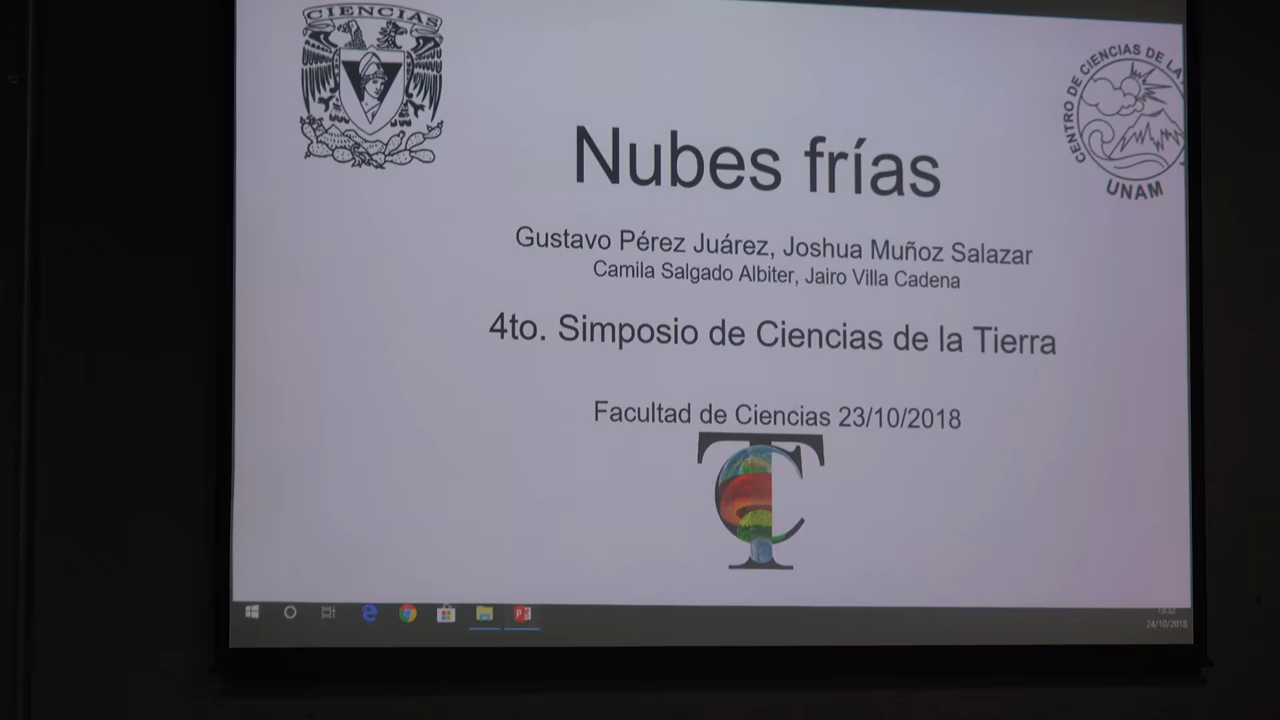 CIENCIAS
CENTRO DE CIENCIAS DE LA
UNAM
Nubes frías
Gustavo Pérez Juárez, Joshua Muñoz Salazar
Camila Salgado Albiter, Jairo Villa Cadena
4to. Simposio de Ciencias de la Tierra
Facultad de Ciencias 23/10/2018
TC
24/10/2018